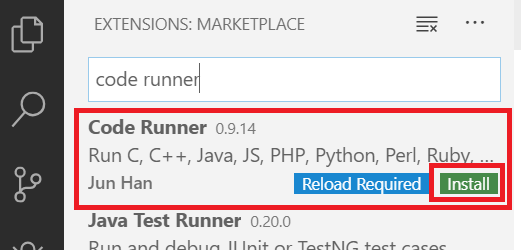 EXTENSIONS: MARKETPLACE
code runner
Code Runner 0.9.14
Run C, C++, Java, JS, PHP, Python, Perl, Ruby, ...
Jun Han Reload Required Install
Java Test Runner 0.20.0
Run and debug JUnit or TestNG test cases